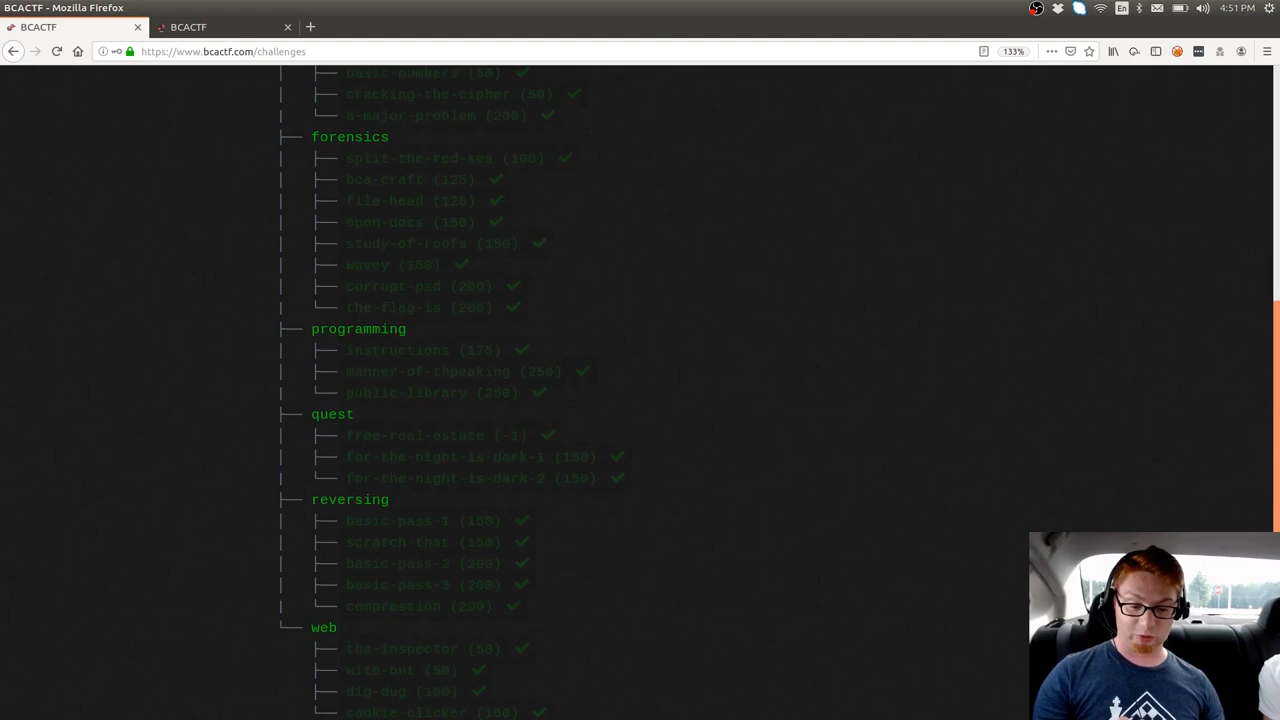 BCACTF - Mozilla Firefox
En
4:51 PM
BCACTF
BCACTF
https://www.bcactf.com/challenges
133%
basic-numbers (50)
cracking-the-cipher (50)
a-major-problem (200)
forensics
split-the-red-sea (100)
bca-craft (125)
file-head (125)
open-docs (150)
study-of-roofs (150)
wavey (150)
corrupt-psd (200)
the-flag-is (200)
programming
instructions (175)
manner-of-thpeaking (250)
public-library (250)
quest
free-real-estate (-1)
for-the-night-is-dark-1 (150)
for-the-night-is-dark-2 (150)
reversing
basic-pass-1 (150)
scratch-that (150)
basic-pass-2 (200)
basic-pass-3 (200)
compression (200)
web
the-inspector (50)
wite-out (50)
dig-dug (100)
cookie-clicker (150)